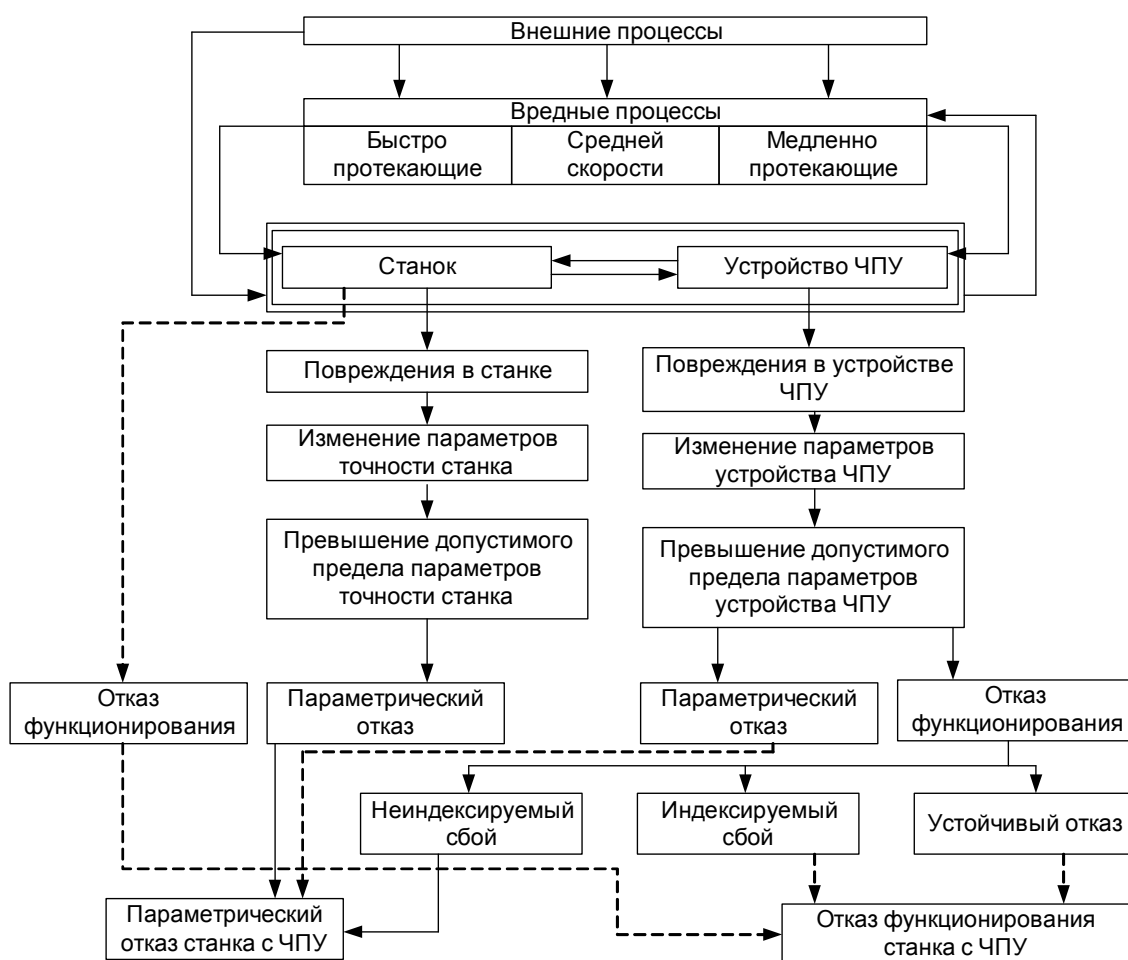 Внешние процессы
Вредные процессы
Быстро
протекающие
Средней
скорости
Медленно
протекающие
Станок
Устройство ЧПУ
Повреждения в станке
Повреждения в устройстве
ЧПУ
Изменение параметров
точности станка
Изменение параметров
устройства ЧПУ
Превышение допустимого
предела параметров
точности станка
Превышение допустимого
предела параметров
устройства ЧПУ
Отказ
функционирования
Параметрический
отказ
Параметрический
отказ
Отказ
функционирования
Неиндексируемый
сбой
Индексируемый
сбой
Устойчивый отказ
Параметрический
отказ станка с ЧПУ
Отказ функционирования
станка с ЧПУ